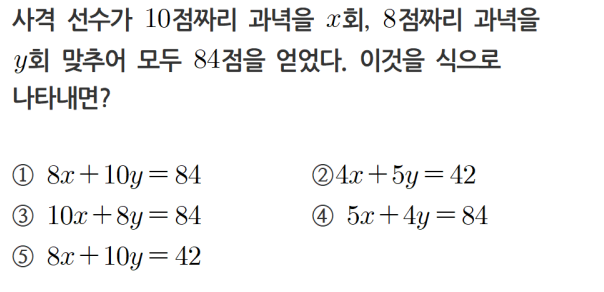 사격 선수가 10점짜리 과녁을 x회, 8점짜리 과녁을
y회 맞추어 모두 84점을 얻었다. 이것을 식으로
나타내면?
① 8x+10y=84 ②4x+5y=42
③ 10x+8y=84 ④ 5x+4y=84
⑤ 8x+10y=42